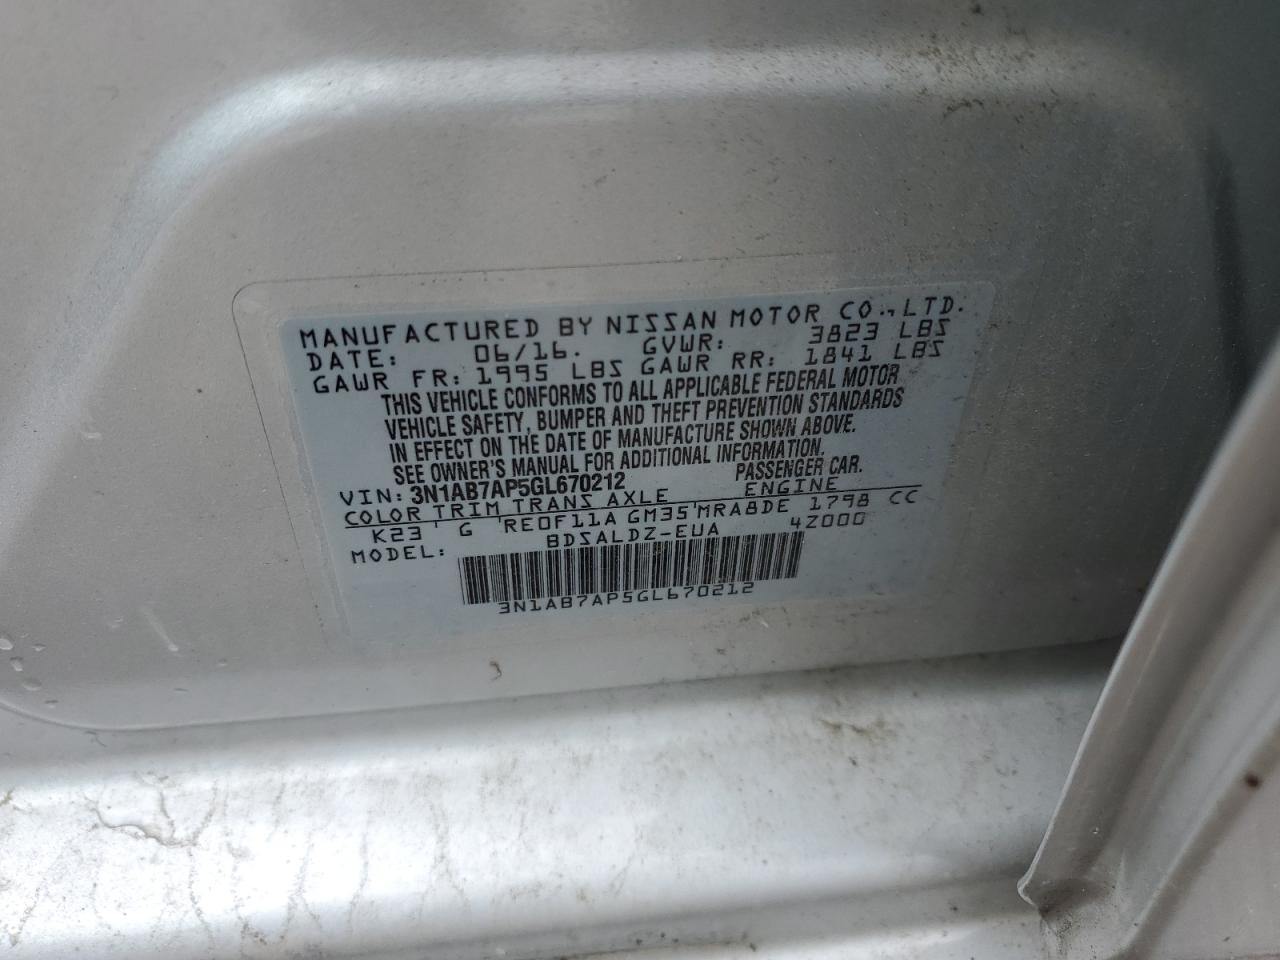 MANUFACTURED BY NISSAN MOTOR CO., LTD.
DATE: 06/16. GVWR: 3823 LBS
GAWR FR: 1995 LBS GAWR RR: 1841 LBS
THIS VEHICLE CONFORMS TO ALL APPLICABLE FEDERAL MOTOR
VEHICLE SAFETY, BUMPER AND THEFT PREVENTION STANDARDS
IN EFFECT ON THE DATE OF MANUFACTURE SHOWN ABOVE.
SEE OWNER'S MANUAL FOR ADDITIONAL INFORMATION.
VIN: 3N1AB7AP5GL670212 PASSENGER CAR.
COLOR TRIM TRANS AXLE ENGINE
K23 G RE0F11A GM35 MRA8DE 1798 CC
MODEL: BDSALDZ-EUA 4Z000
3N1AB7AP5GL670212